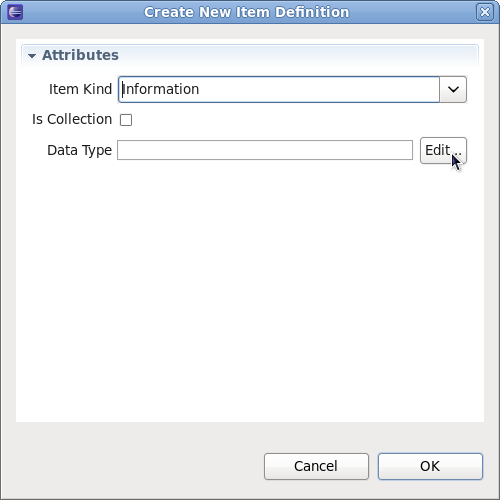 Create New Item Definition
Attributes
Item Kind Information
Is Collection
Data Type Edit...
Cancel OK